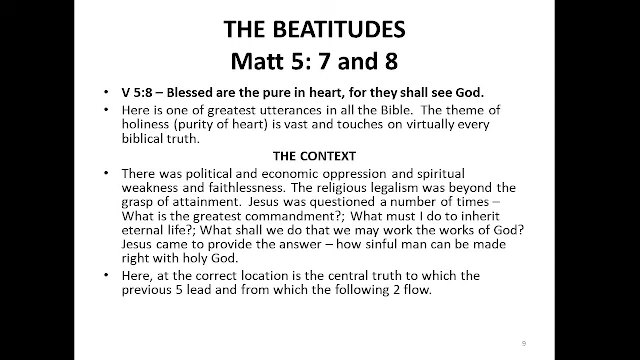 THE BEATITUDES
Matt 5: 7 and 8
• V 5:8 – Blessed are the pure in heart, for they shall see God.
• Here is one of greatest utterances in all the Bible.  The theme of
holiness (purity of heart) is vast and touches on virtually every
biblical truth.
THE CONTEXT
• There was political and economic oppression and spiritual
weakness and faithlessness. The religious legalism was beyond the
grasp of attainment.  Jesus was questioned a number of times –
What is the greatest commandment?; What must I do to inherit
eternal life?; What shall we do that we may work the works of God?
Jesus came to provide the answer – how sinful man can be made
right with holy God.
• Here, at the correct location is the central truth to which the
previous 5 lead and from which the following 2 flow.
9